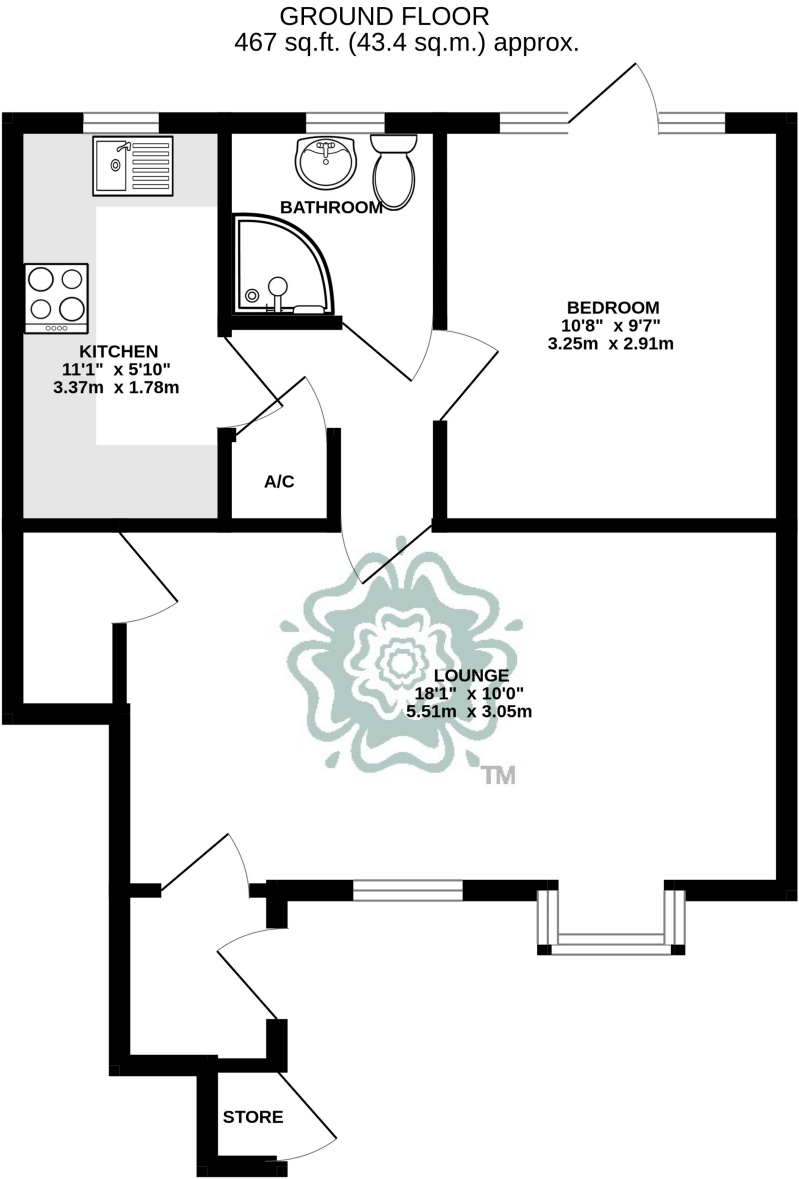 GROUND FLOOR
467 sq.ft. (43.4 sq.m.) approx.
BATHROOM
BEDROOM
10'8" x 9'7"
3.25m x 2.91m
KITCHEN
11'1" x 5'10"
3.37m x 1.78m
A/C
LOUNGE
18'1" x 10'0"
5.51m x 3.05m
TM
STORE